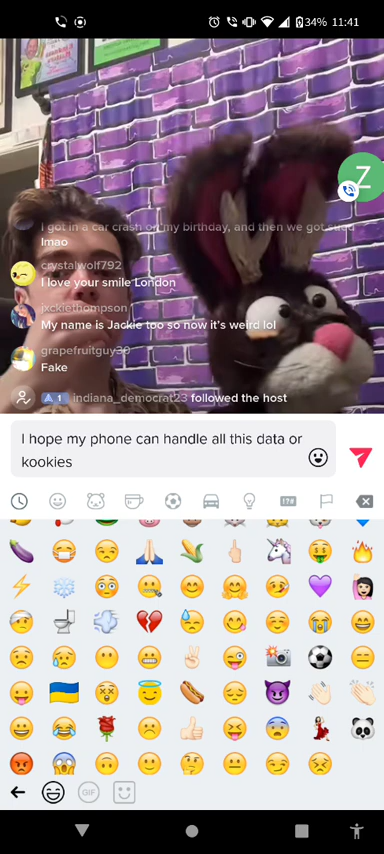 34% 11:41
Z
I got in a car crash on my birthday, and then we got sued
lmao
crystalwolf792
I love your smile London
jxckiethompson
My name is Jackie too so now it's weird lol
grapefruitguy30
Fake
1 indiana_democrat23 followed the host
I hope my phone can handle all this data or
kookies
!?#
GIF